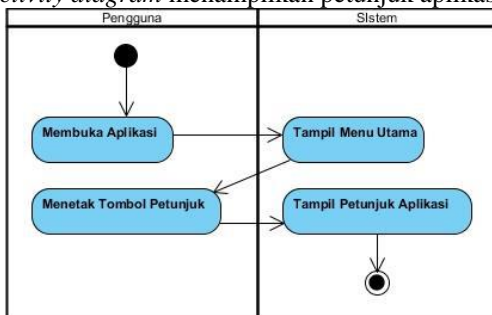 activity diagram menampilkan petunjuk aplikasi
Pengguna SIstem
Membuka Aplikasi Tampil Menu Utama
Menetak Tombol Petunjuk Tampil Petunjuk Aplikasi